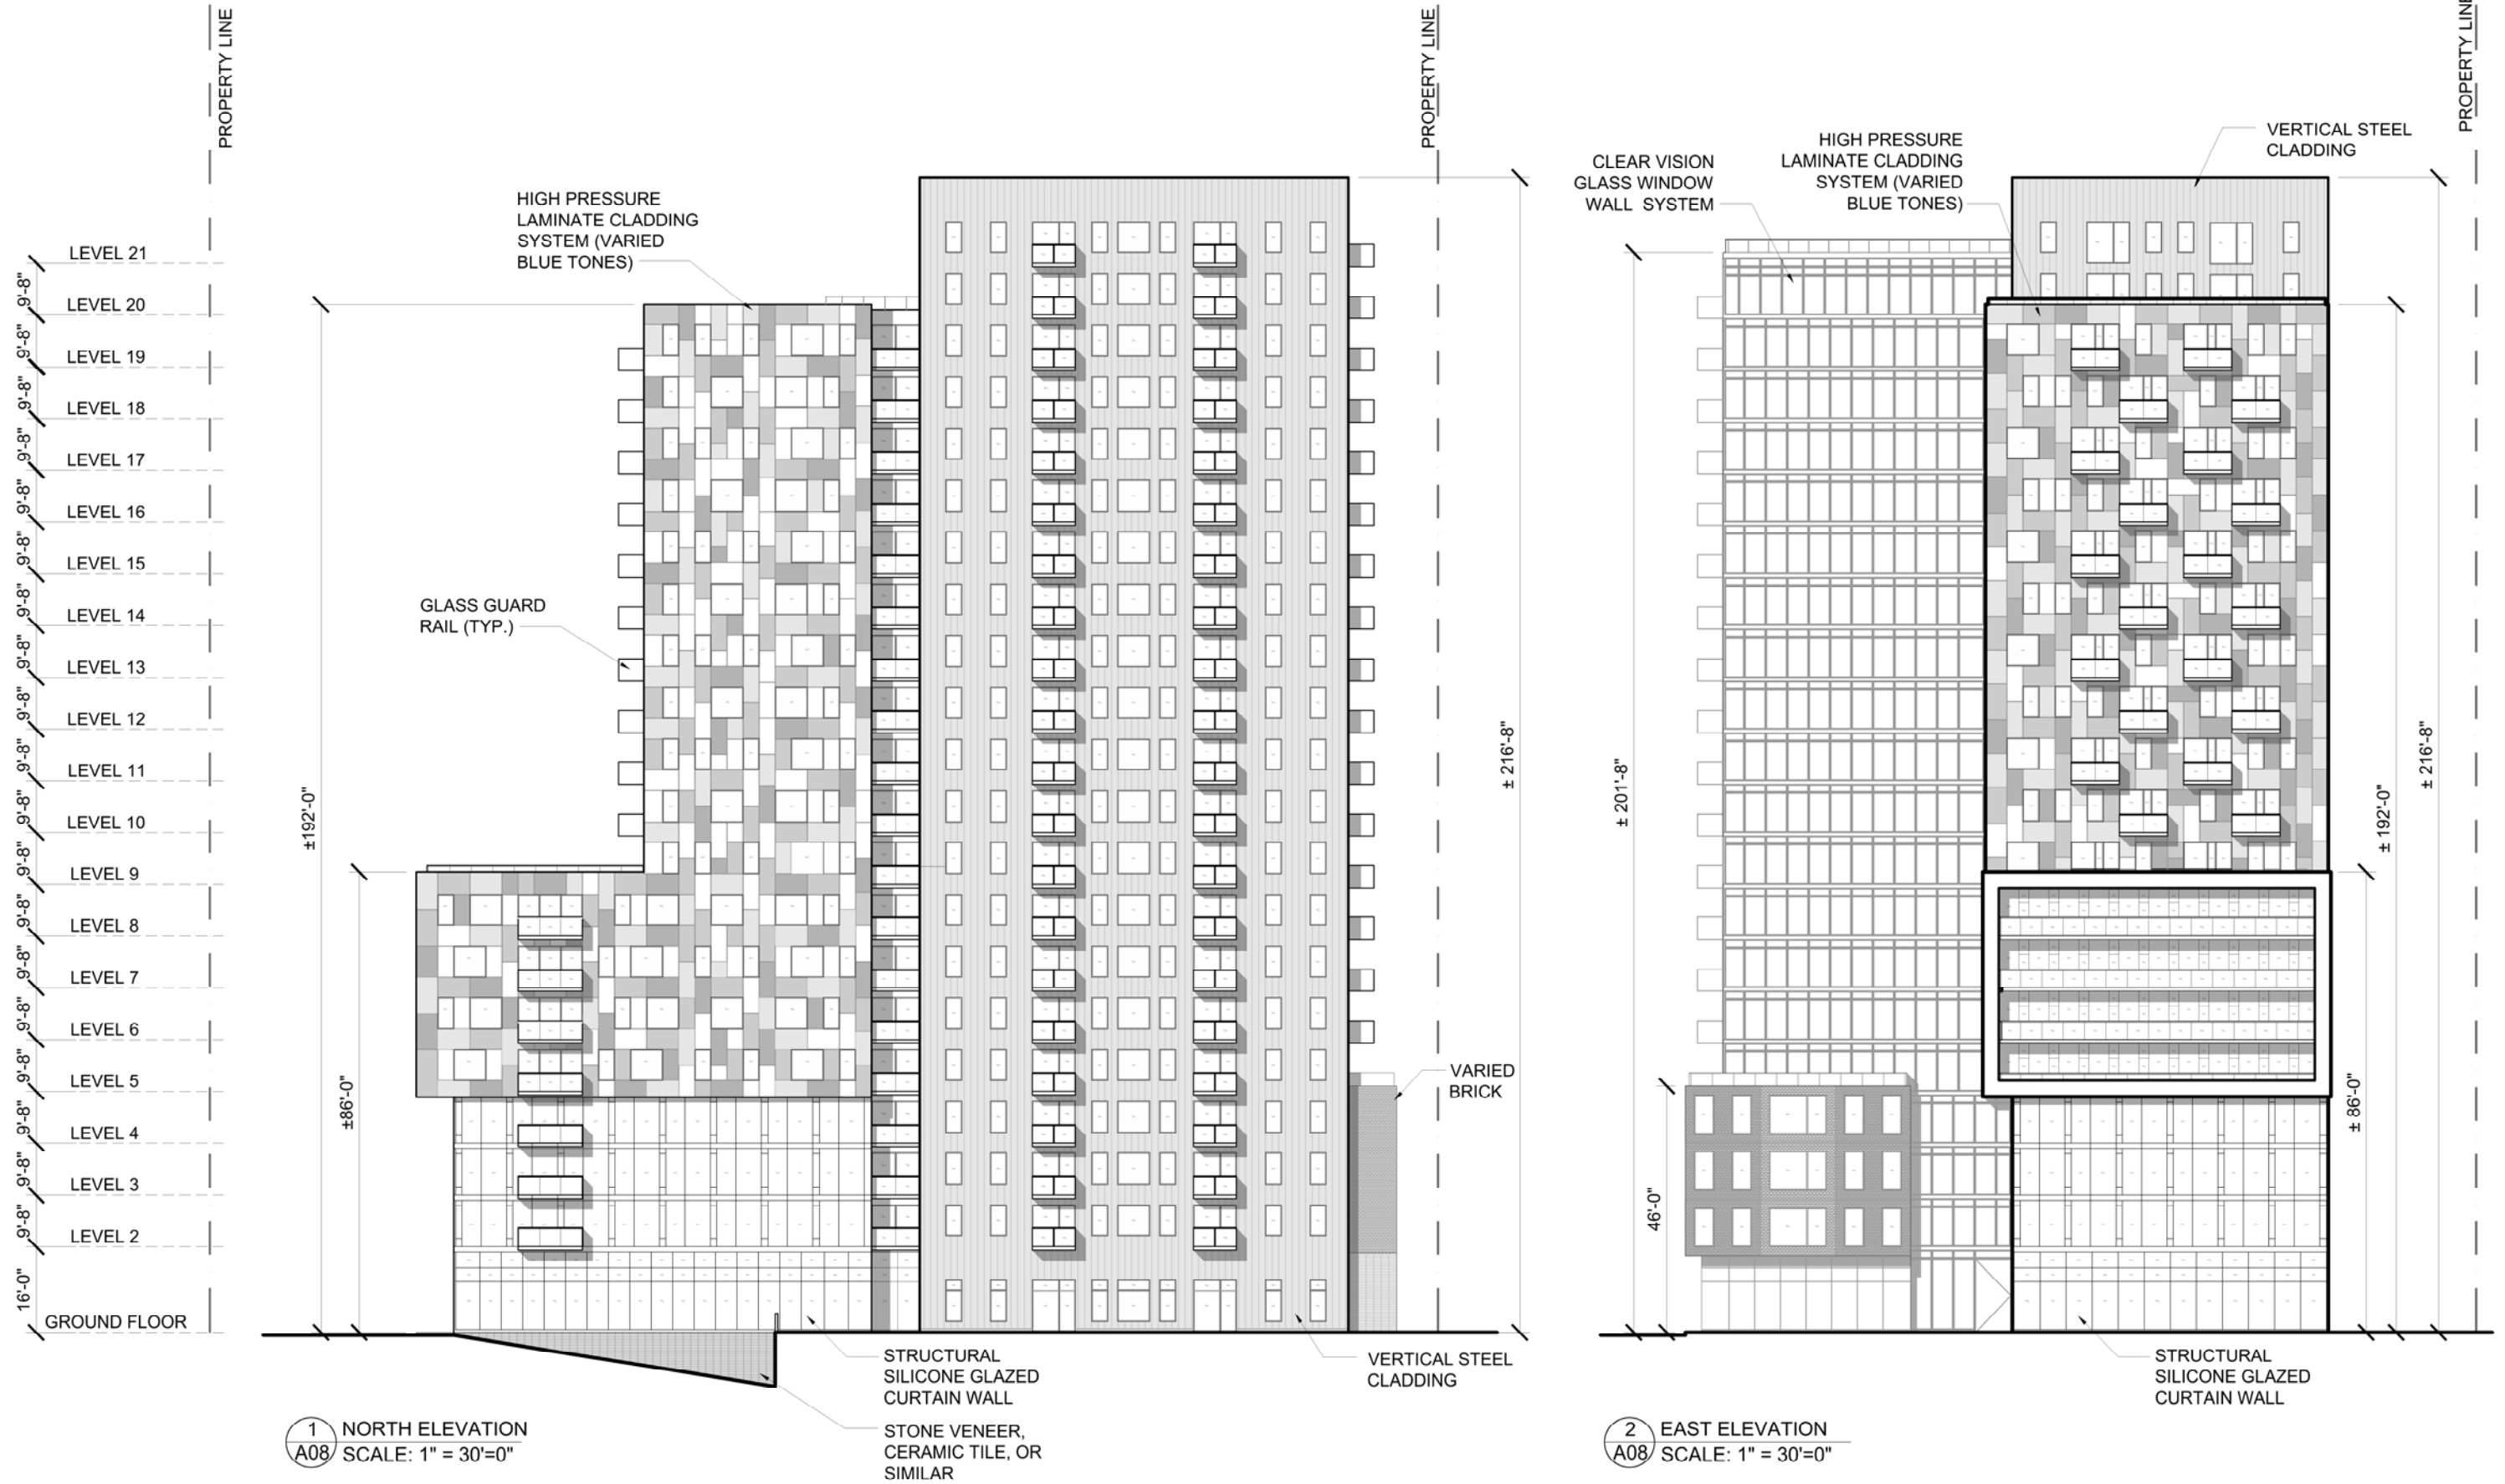 PROPERTY LINE
PROPERTY LINE
PROPERTY LINE
LEVEL 21
9'-8"
LEVEL 20
9'-8"
LEVEL 19
9'-8"
LEVEL 18
9'-8"
LEVEL 17
9'-8"
LEVEL 16
9'-8"
LEVEL 15
9'-8"
LEVEL 14
9'-8"
LEVEL 13
9'-8"
LEVEL 12
9'-8"
LEVEL 11
9'-8"
LEVEL 10
9'-8"
LEVEL 9
9'-8"
LEVEL 8
9'-8"
LEVEL 7
9'-8"
LEVEL 6
9'-8"
LEVEL 5
9'-8"
LEVEL 4
9'-8"
LEVEL 3
9'-8"
LEVEL 2
16'-0"
GROUND FLOOR
HIGH PRESSURE
LAMINATE CLADDING
SYSTEM (VARIED
BLUE TONES)
GLASS GUARD
RAIL (TYP.)
±192'-0"
±86'-0"
± 216'-8"
VARIED
BRICK
STRUCTURAL
SILICONE GLAZED
CURTAIN WALL
STONE VENEER,
CERAMIC TILE, OR
SIMILAR
VERTICAL STEEL
CLADDING
1
A08
NORTH ELEVATION
SCALE: 1" = 30'=0"
CLEAR VISION
GLASS WINDOW
WALL SYSTEM
HIGH PRESSURE
LAMINATE CLADDING
SYSTEM (VARIED
BLUE TONES)
VERTICAL STEEL
CLADDING
± 201'-8"
46'-0"
± 216'-8"
± 192'-0"
± 86'-0"
STRUCTURAL
SILICONE GLAZED
CURTAIN WALL
2
A08
EAST ELEVATION
SCALE: 1" = 30'=0"